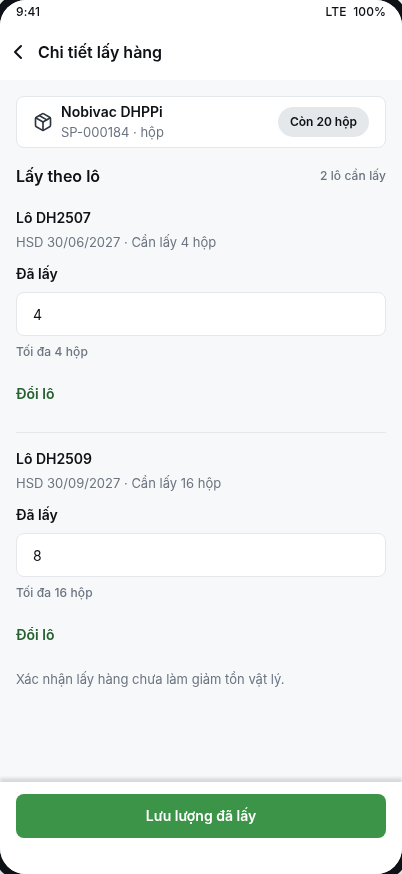 9:41
LTE 100%
Chi tiết lấy hàng
Nobivac DHPPi
SP-000184 · hộp
Còn 20 hộp
Lấy theo lô
2 lô cần lấy
Lô DH2507
HSD 30/06/2027 · Cần lấy 4 hộp
Đã lấy
4
Tối đa 4 hộp
Đổi lô
Lô DH2509
HSD 30/09/2027 · Cần lấy 16 hộp
Đã lấy
8
Tối đa 16 hộp
Đổi lô
Xác nhận lấy hàng chưa làm giảm tồn vật lý.
Lưu lượng đã lấy